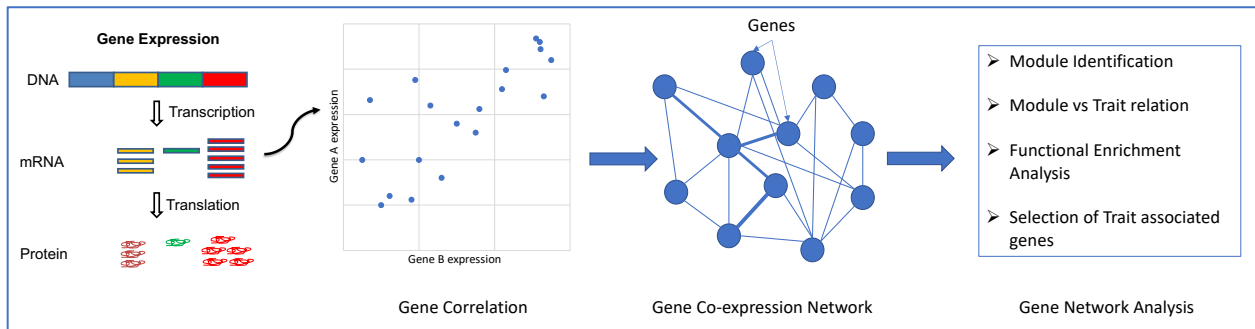 Gene Expression
DNA
Transcription
mRNA
Translation
Protein
Gene A expression
Gene B expression
Gene Correlation
Genes
Gene Co-expression Network
➢ Module Identification
➢ Module vs Trait relation
➢ Functional Enrichment
Analysis
➢ Selection of Trait associated
genes
Gene Network Analysis